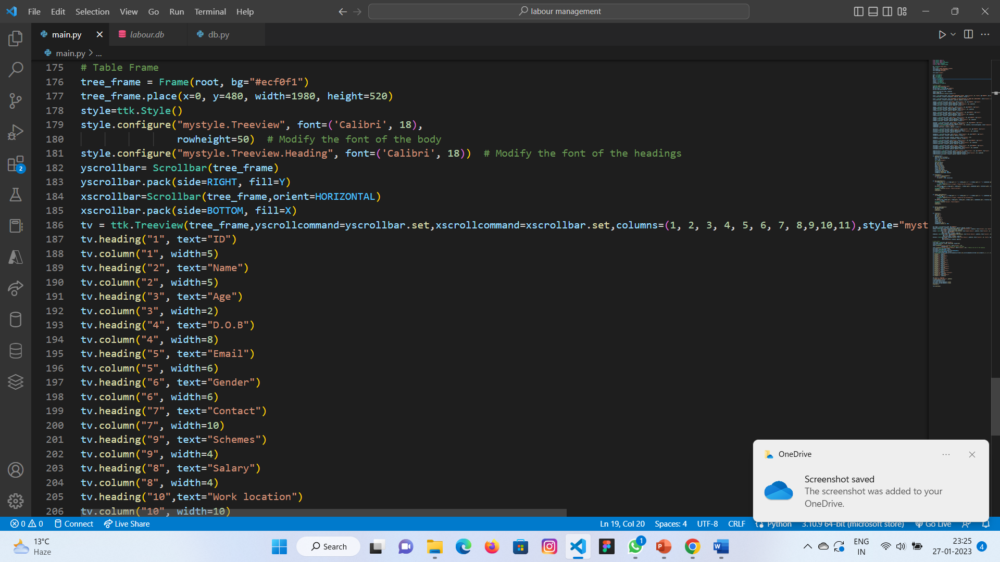 File Edit Selection View Go Run Terminal Help labour management
main.py labour.db db.py
main.py > ...
175 # Table Frame
176 tree_frame = Frame(root, bg="#ecf0f1")
177 tree_frame.place(x=0, y=480, width=1980, height=520)
178 style=ttk.Style()
179 style.configure("mystyle.Treeview", font=('Calibri', 18),
180 rowheight=50)  # Modify the font of the body
181 style.configure("mystyle.Treeview.Heading", font=('Calibri', 18))  # Modify the font of the headings
182 yscrollbar= Scrollbar(tree_frame)
183 yscrollbar.pack(side=RIGHT, fill=Y)
184 xscrollbar=Scrollbar(tree_frame,orient=HORIZONTAL)
185 xscrollbar.pack(side=BOTTOM, fill=X)
186 tv = ttk.Treeview(tree_frame,yscrollcommand=yscrollbar.set,xscrollcommand=xscrollbar.set,columns=(1, 2, 3, 4, 5, 6, 7, 8,9,10,11),style="myst
187 tv.heading("1", text="ID")
188 tv.column("1", width=5)
189 tv.heading("2", text="Name")
190 tv.column("2", width=5)
191 tv.heading("3", text="Age")
192 tv.column("3", width=2)
193 tv.heading("4", text="D.O.B")
194 tv.column("4", width=8)
195 tv.heading("5", text="Email")
196 tv.column("5", width=6)
197 tv.heading("6", text="Gender")
198 tv.column("6", width=6)
199 tv.heading("7", text="Contact")
200 tv.column("7", width=10)
201 tv.heading("9", text="Schemes")
202 tv.column("9", width=4)
203 tv.heading("8", text="Salary")
204 tv.column("8", width=4)
205 tv.heading("10",text="Work location")
206 tv.column("10", width=10)
2
OneDrive
Screenshot saved
The screenshot was added to your
OneDrive.
0 0 Connect Live Share Ln 19, Col 20 Spaces: 4 UTF-8 CRLF Python 3.10.9 64-bit (microsoft store) Go Live
13°C
Haze
Search
1
ENG
IN
23:25
27-01-2023
4